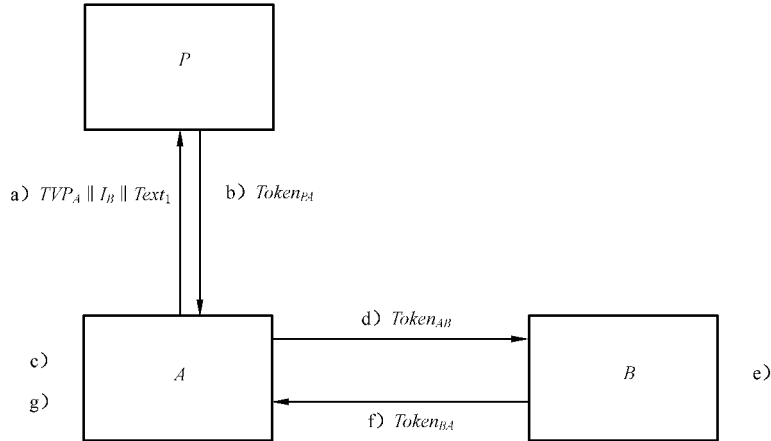 P
a）TVP_A ‖ I_B ‖ Text_1
b）Token_PA
d）Token_AB
c）
A
B
e）
g）
f）Token_BA